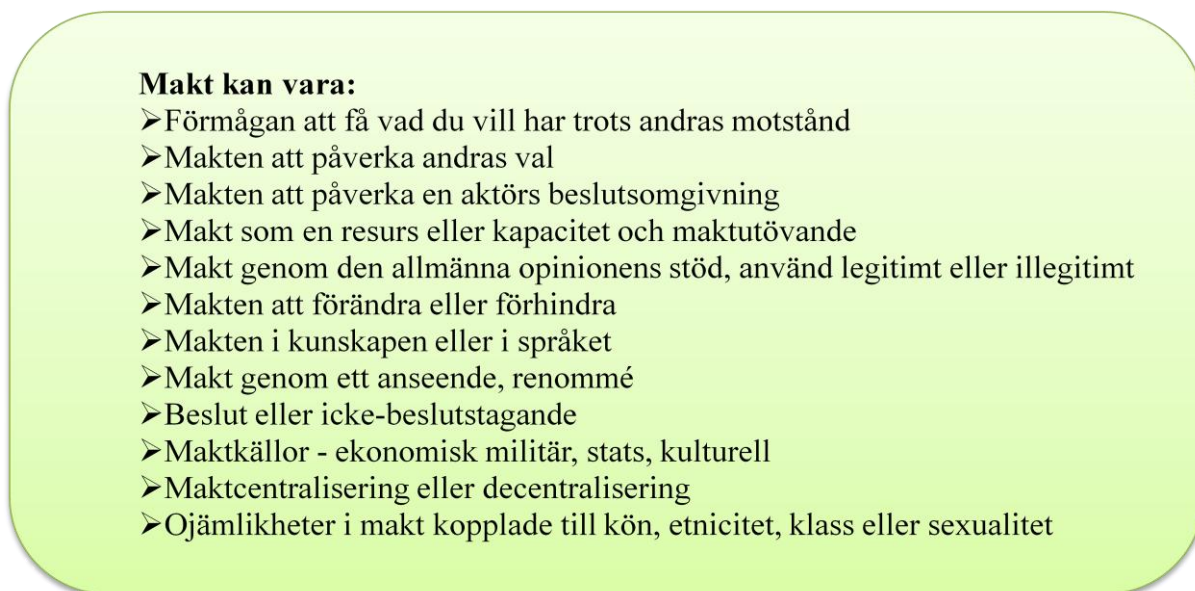 Makt kan vara:
➢Förmågan att få vad du vill har trots andras motstånd
➢Makten att påverka andras val
➢Makten att påverka en aktörs beslutsomgivning
➢Makt som en resurs eller kapacitet och maktutövande
➢Makt genom den allmänna opinionens stöd, använd legitimt eller illegitimt
➢Makten att förändra eller förhindra
➢Makten i kunskapen eller i språket
➢Makt genom ett anseende, renommé
➢Beslut eller icke-beslutstagande
➢Maktkällor - ekonomisk militär, stats, kulturell
➢Maktcentralisering eller decentralisering
➢Ojämlikheter i makt kopplade till kön, etnicitet, klass eller sexualitet